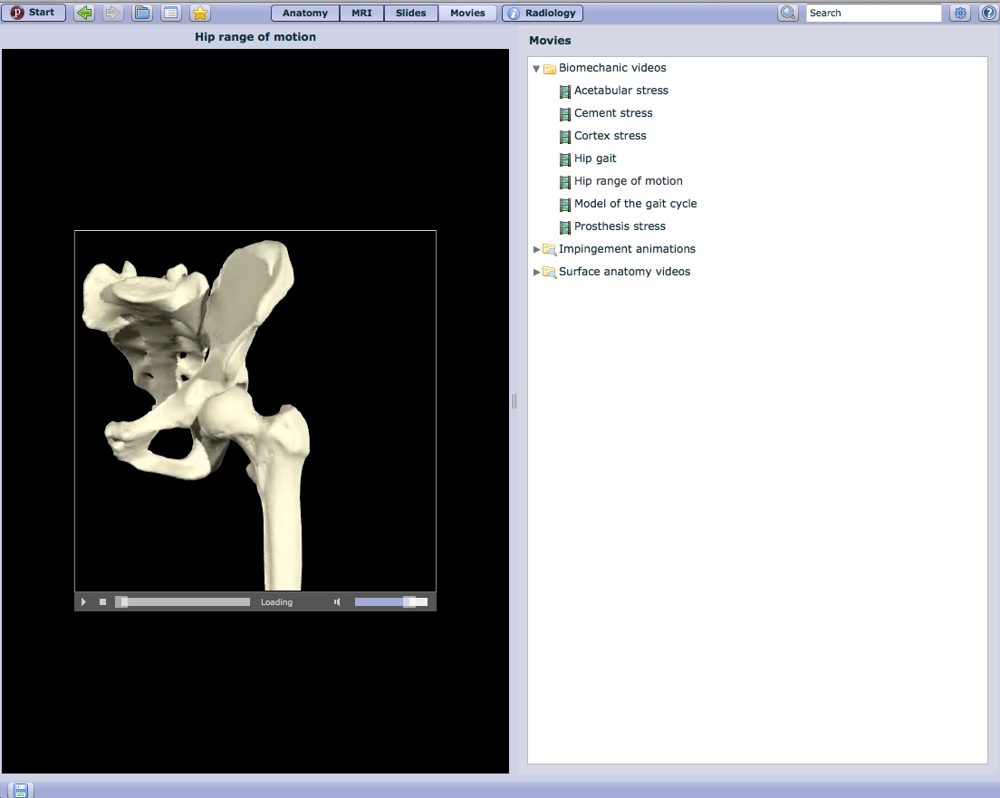 p Start
Anatomy
MRI
Slides
Movies
i Radiology
Search
?
Hip range of motion
Movies
Biomechanic videos
Acetabular stress
Cement stress
Cortex stress
Hip gait
Hip range of motion
Model of the gait cycle
Prosthesis stress
Impingement animations
Surface anatomy videos
Loading